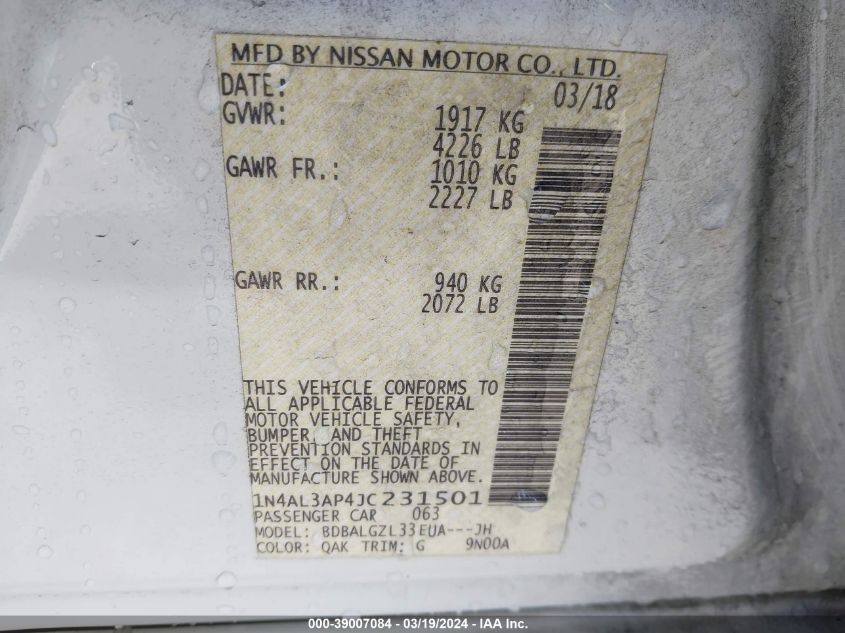 MFD BY NISSAN MOTOR CO., LTD.
DATE: 03/18
GVWR: 1917 KG
4226 LB
GAWR FR.: 1010 KG
2227 LB
GAWR RR.: 940 KG
2072 LB
THIS VEHICLE CONFORMS TO
ALL APPLICABLE FEDERAL
MOTOR VEHICLE SAFETY,
BUMPER, AND THEFT
PREVENTION STANDARDS IN
EFFECT ON THE DATE OF
MANUFACTURE SHOWN ABOVE.
1N4AL3AP4JC231501
PASSENGER CAR 063
MODEL: BDBALGZL33EUA---JH
COLOR: QAK TRIM: G 9N00A
000-39007084 - 03/19/2024 - IAA Inc.